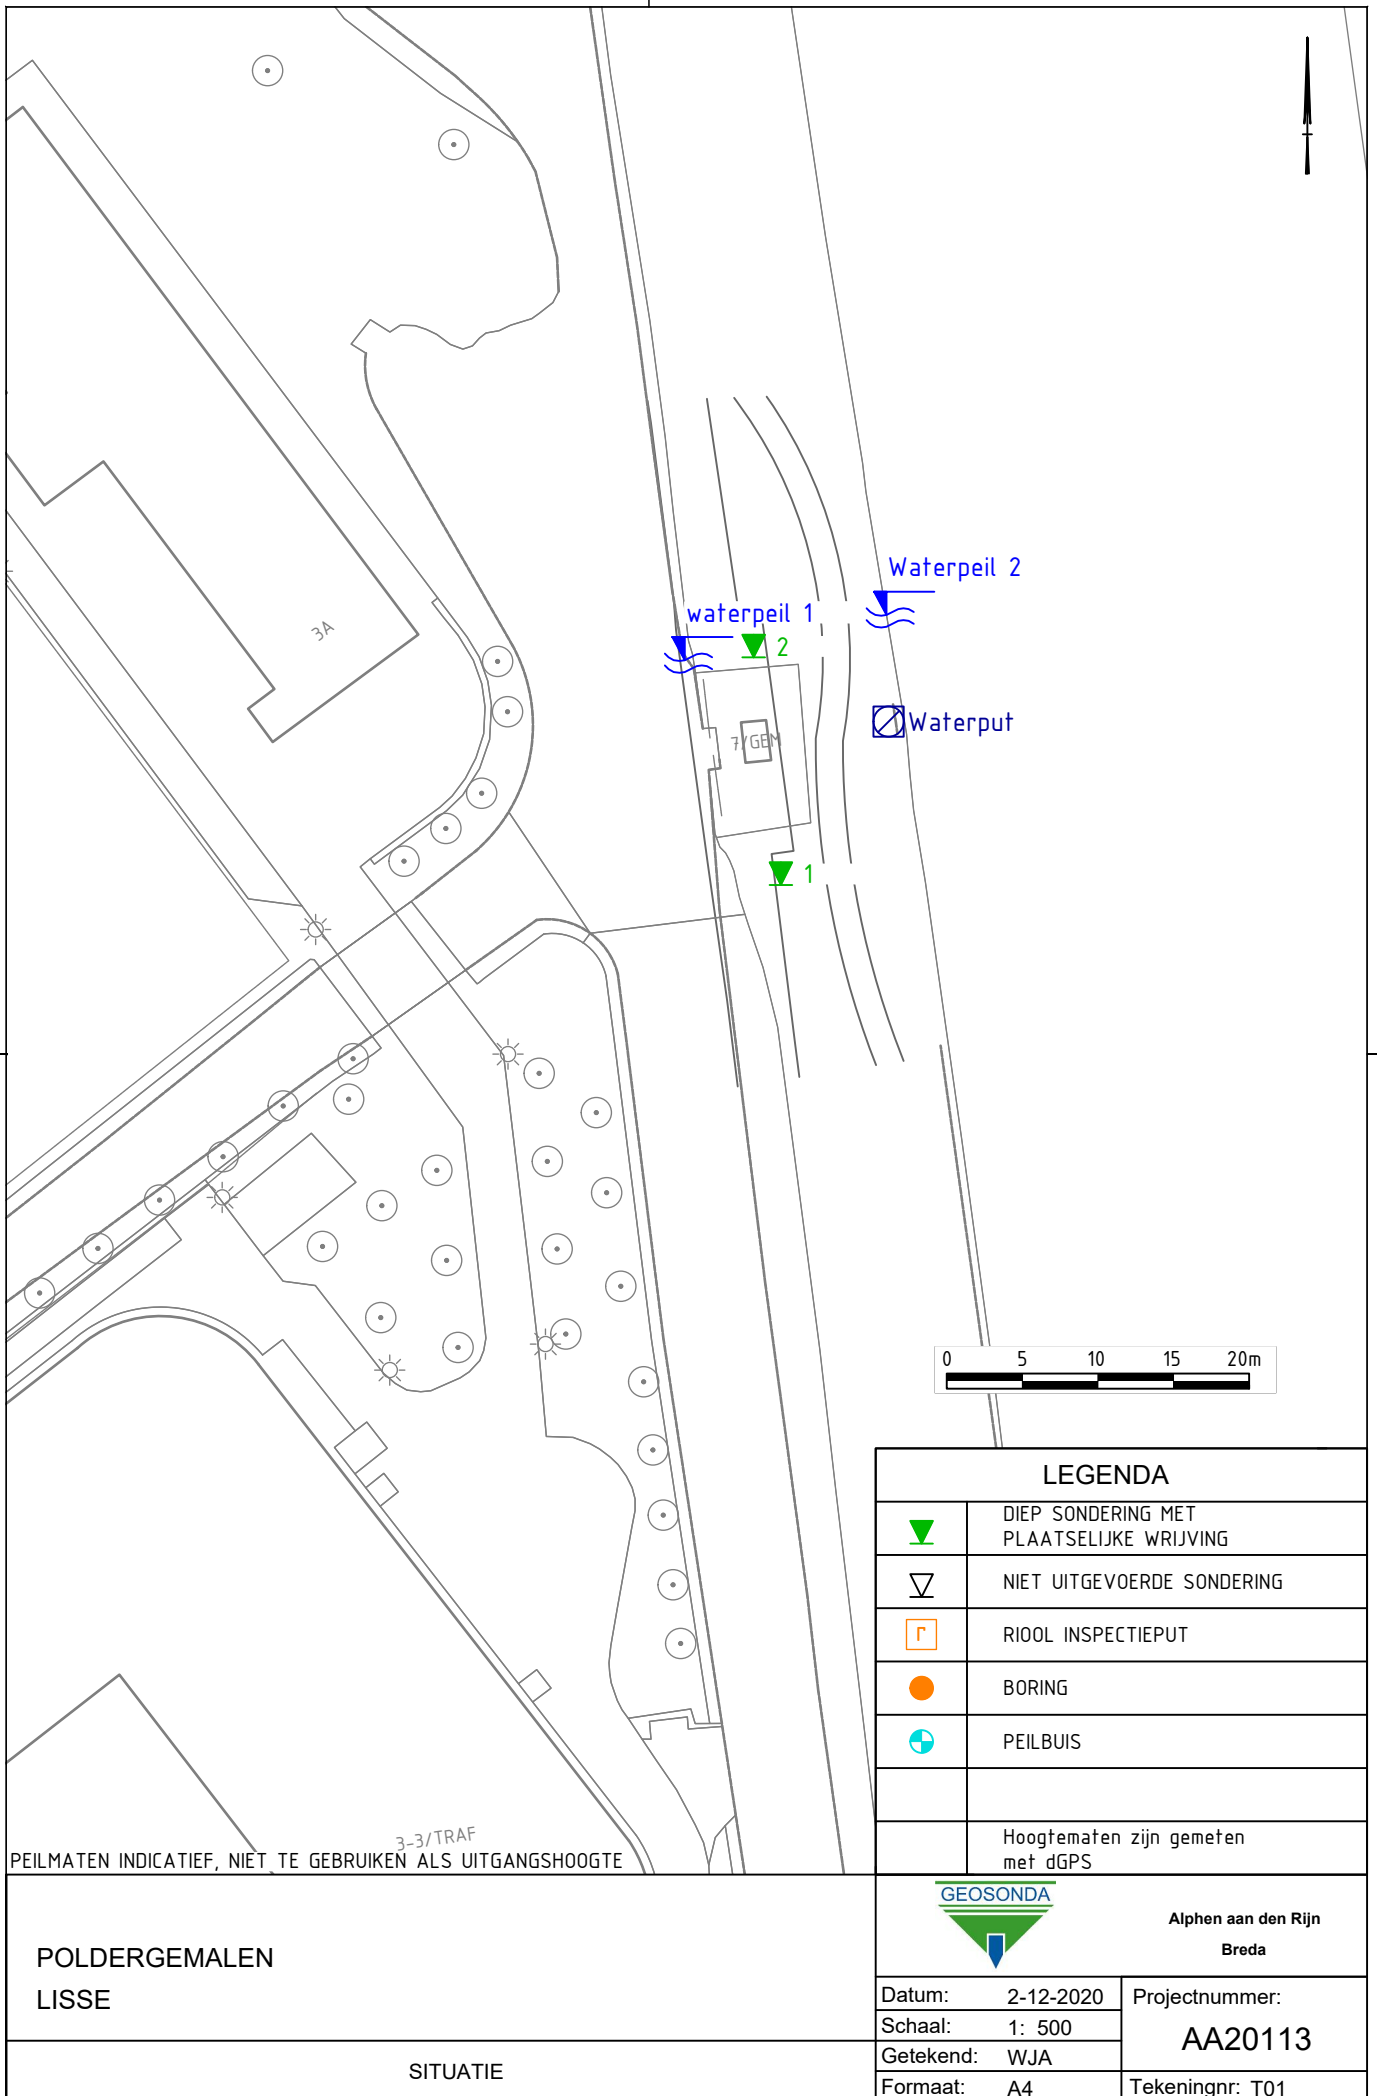 Waterpeil 2
waterpeil 1
2
3A
7/GEM
Waterput
1
0 5 10 15 20m
LEGENDA
DIEP SONDERING MET
PLAATSELIJKE WRIJVING
NIET UITGEVOERDE SONDERING
r
RIOOL INSPECTIEPUT
BORING
PEILBUIS
Hoogtematen zijn gemeten
met dGPS
3-3/TRAF
PEILMATEN INDICATIEF, NIET TE GEBRUIKEN ALS UITGANGSHOOGTE
POLDERGEMALEN
LISSE
SITUATIE
GEOSONDA
Alphen aan den Rijn
Breda
Datum: 2-12-2020
Schaal: 1: 500
Getekend: WJA
Formaat: A4
Projectnummer:
AA20113
Tekeningnr: T01